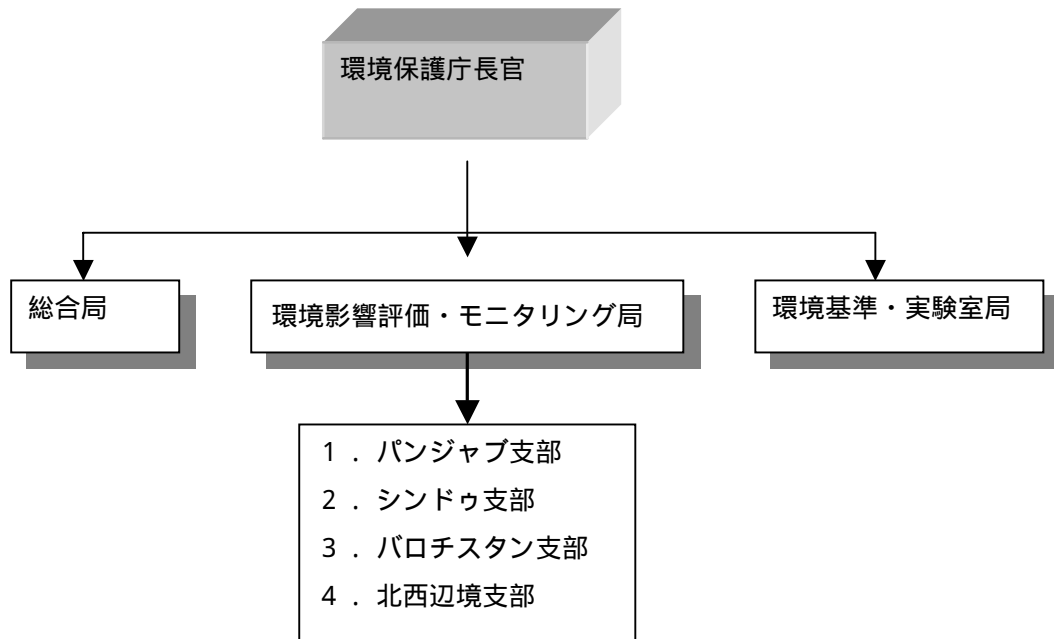 環境保護庁長官
総合局
環境影響評価・モニタリング局
環境基準・実験室局
1 ．パンジャブ支部
2 ．シンドゥ支部
3 ．バロチスタン支部
4 ．北西辺境支部